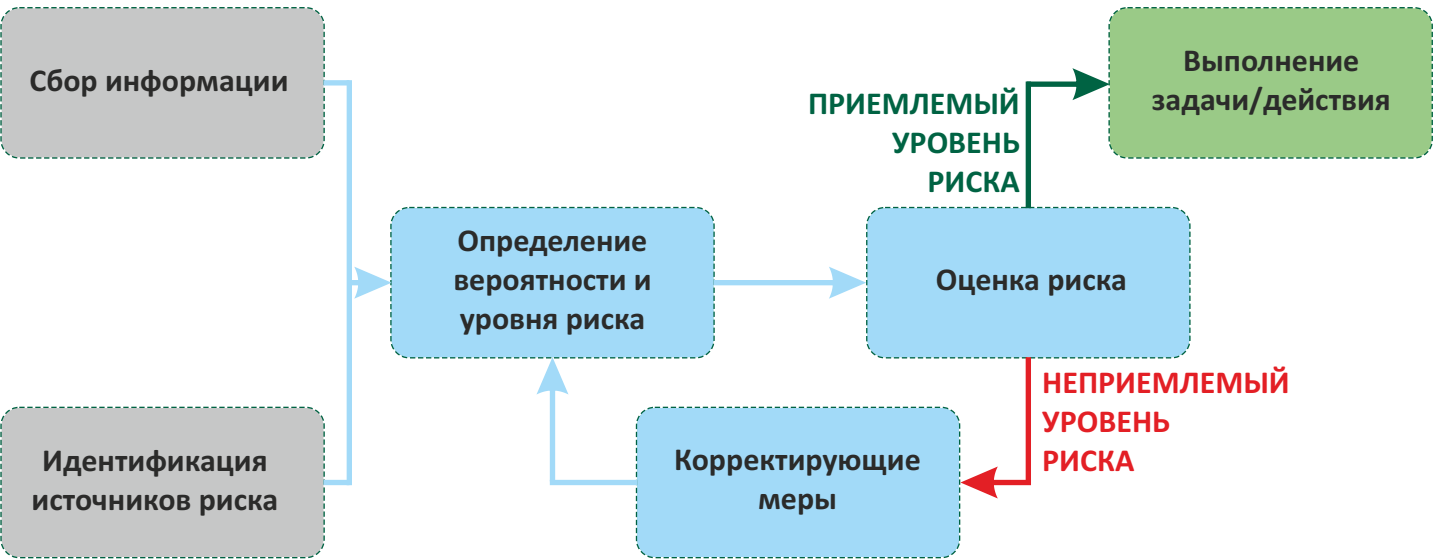 Сбор информации
Выполнение
задачи/действия
ПРИЕМЛЕМЫЙ
УРОВЕНЬ
РИСКА
Определение
вероятности и
уровня риска
Оценка риска
НЕПРИЕМЛЕМЫЙ
УРОВЕНЬ
РИСКА
Идентификация
источников риска
Корректирующие
меры